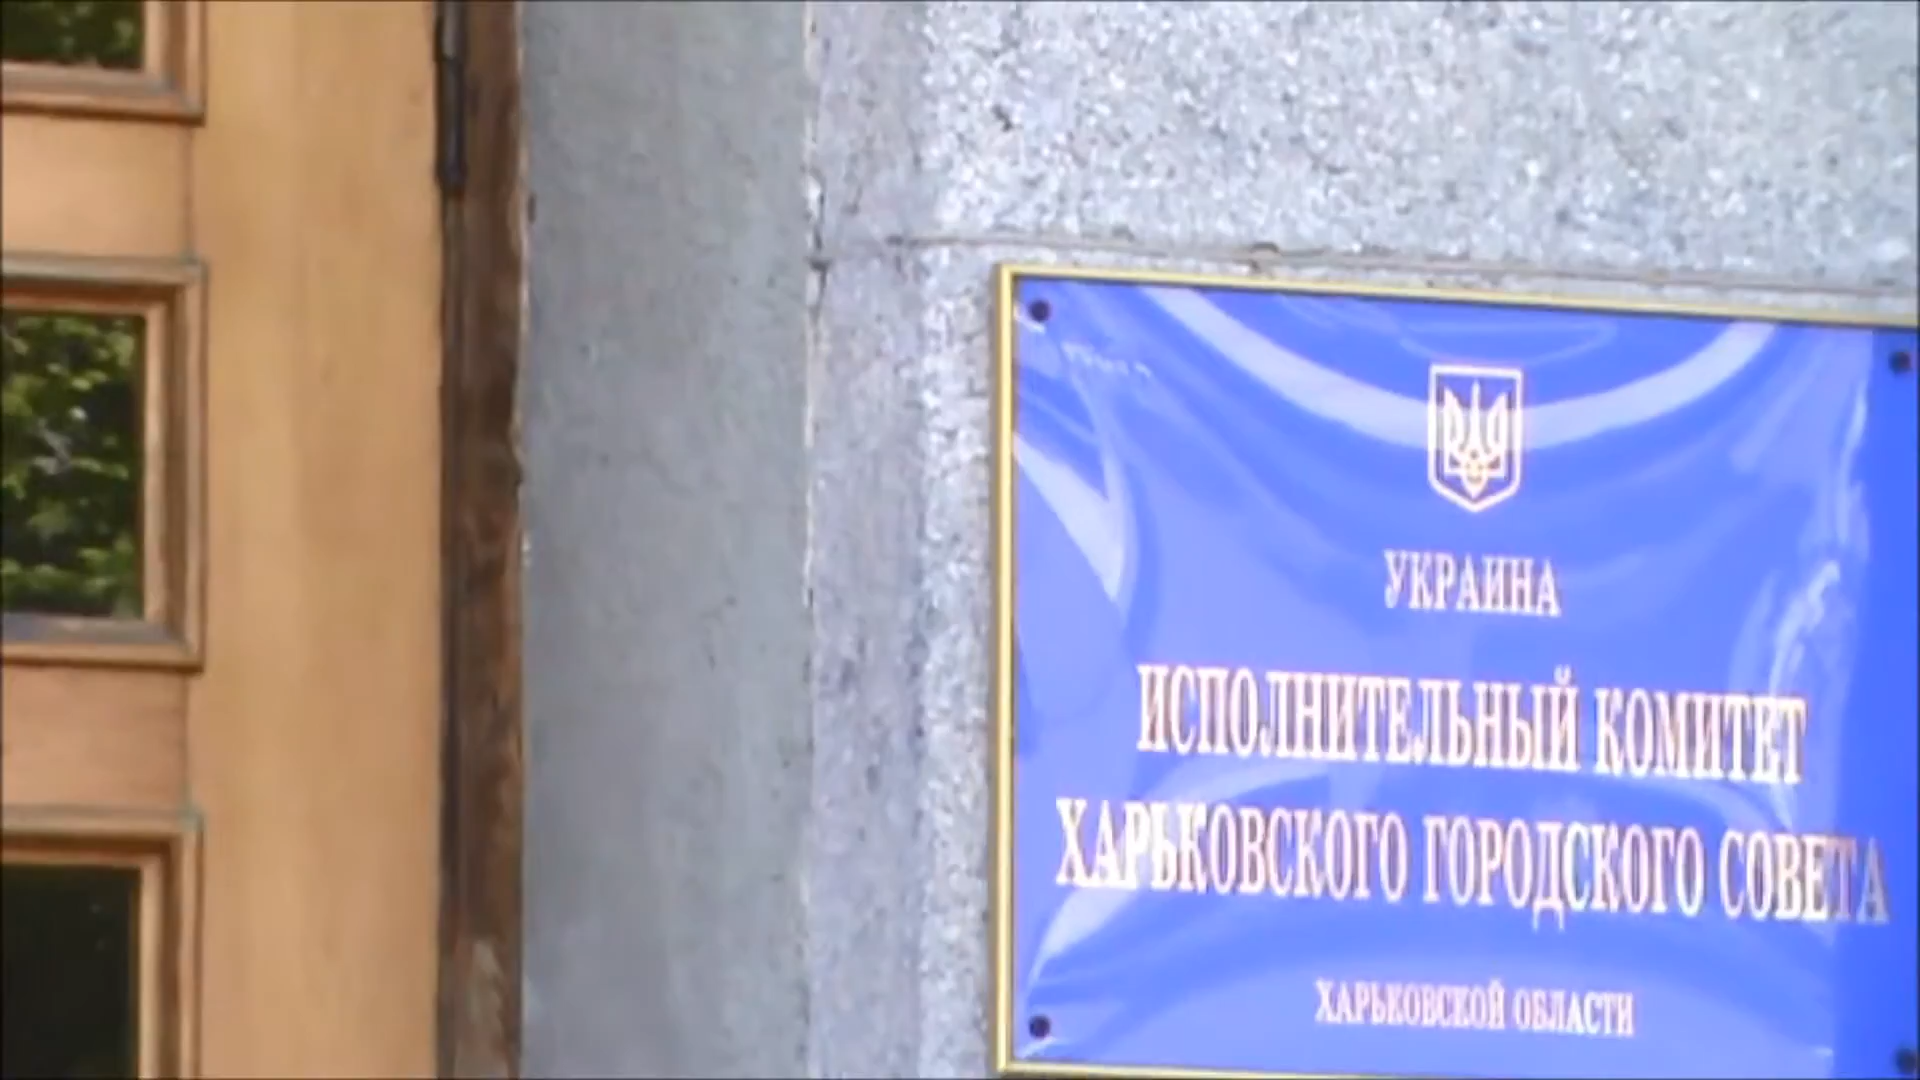 УКРАИНА
ИСПОЛНИТЕЛЬНЫЙ КОМИТЕТ
ХАРЬКОВСКОГО ГОРОДСКОГО СОВЕТА
ХАРЬКОВСКОЙ ОБЛАСТИ